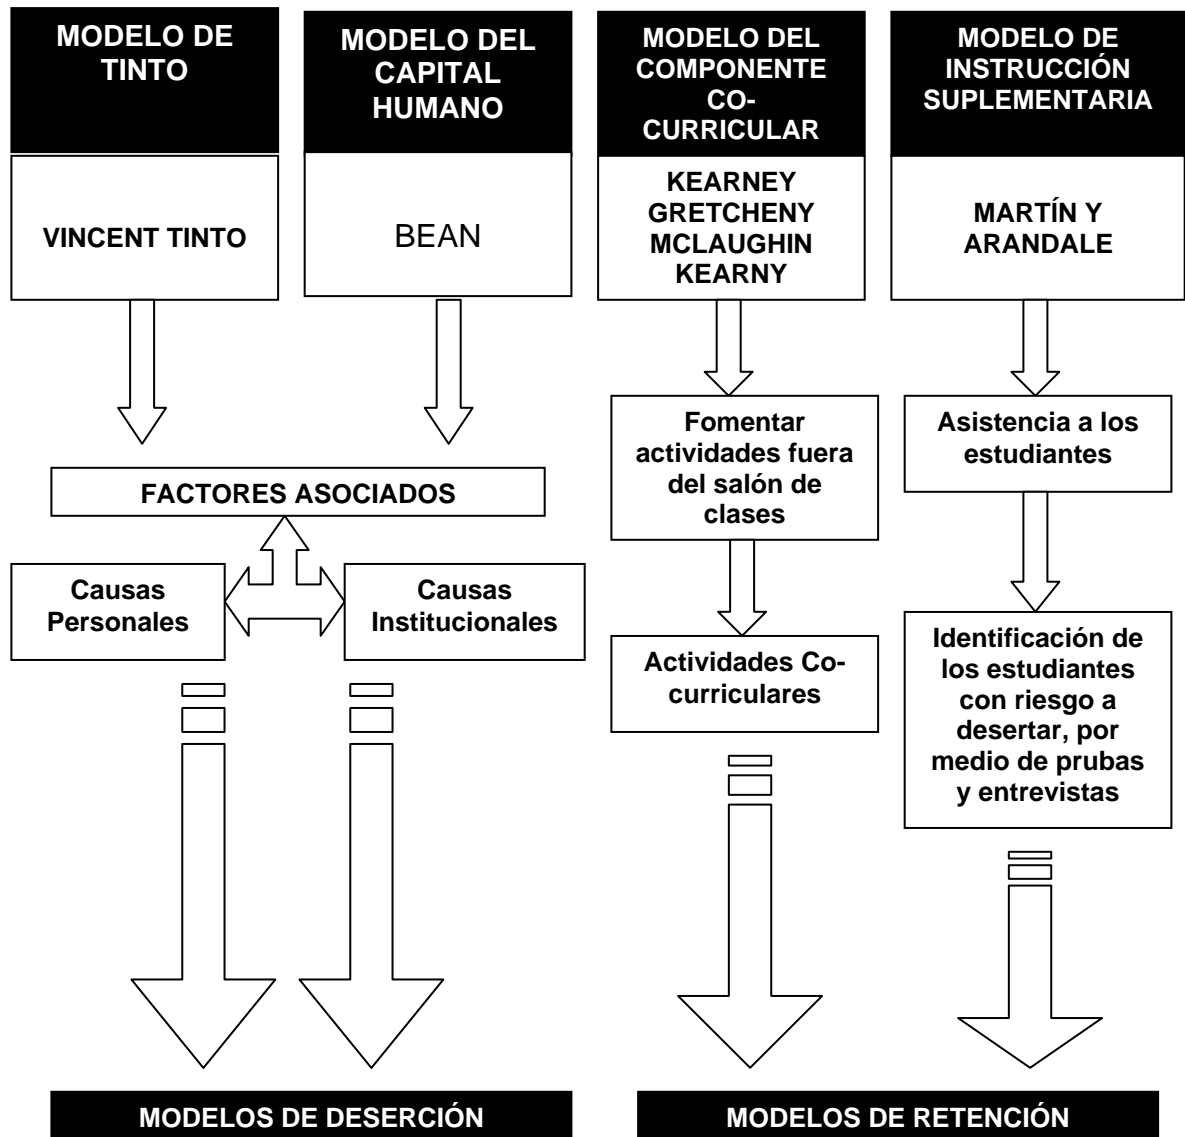 MODELO DE
TINTO
VINCENT TINTO
MODELO DEL
CAPITAL
HUMANO
BEAN
MODELO DEL
COMPONENTE
CO-
CURRICULAR
KEARNEY
GRETCHENY
MCLAUGHIN
KEARNY
MODELO DE
INSTRUCCIÓN
SUPLEMENTARIA
MARTÍN Y
ARANDALE
FACTORES ASOCIADOS
Causas
Personales
Causas
Institucionales
Fomentar
actividades fuera
del salón de
clases
Actividades Co-
curriculares
Asistencia a los
estudiantes
Identificación de
los estudiantes
con riesgo a
desertar, por
medio de prubas
y entrevistas
MODELOS DE DESERCIÓN
MODELOS DE RETENCIÓN